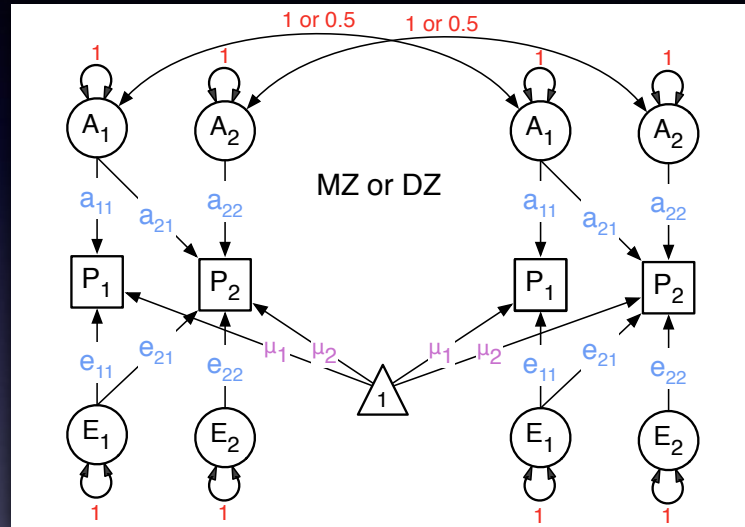 1 or 0.5 1 or 0.5
1 1 1 1
A₁ A₂ A₁ A₂
MZ or DZ
a₁₁ a₂₁ a₂₂ a₁₁ a₂₁ a₂₂
P₁ P₂ P₁ P₂
μ₁ μ₂ μ₁ μ₂
e₁₁ e₂₁ e₂₂ e₁₁ e₂₁ e₂₂
1
E₁ E₂ E₁ E₂
1 1 1 1